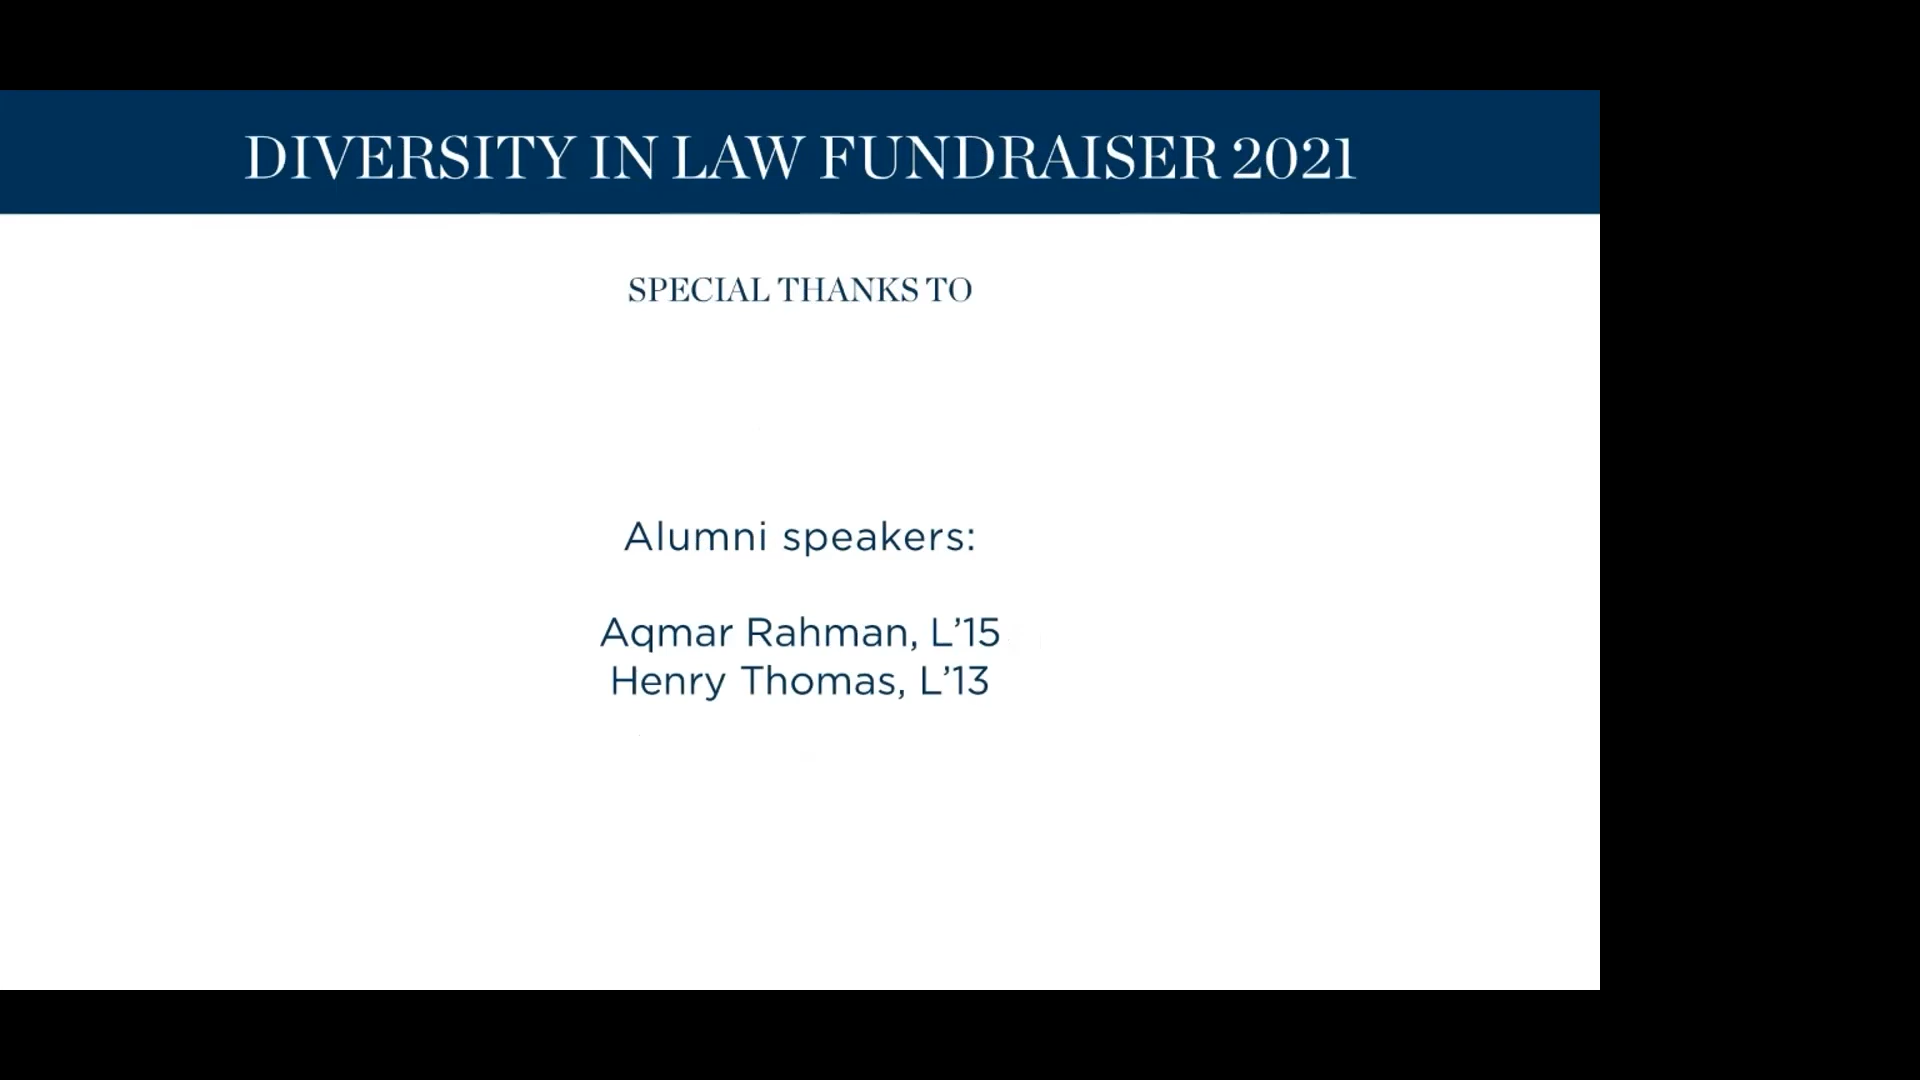 DIVERSITY IN LAW FUNDRAISER 2021
SPECIAL THANKS TO
Alumni speakers:
Aqmar Rahman, L’15
Henry Thomas, L’13